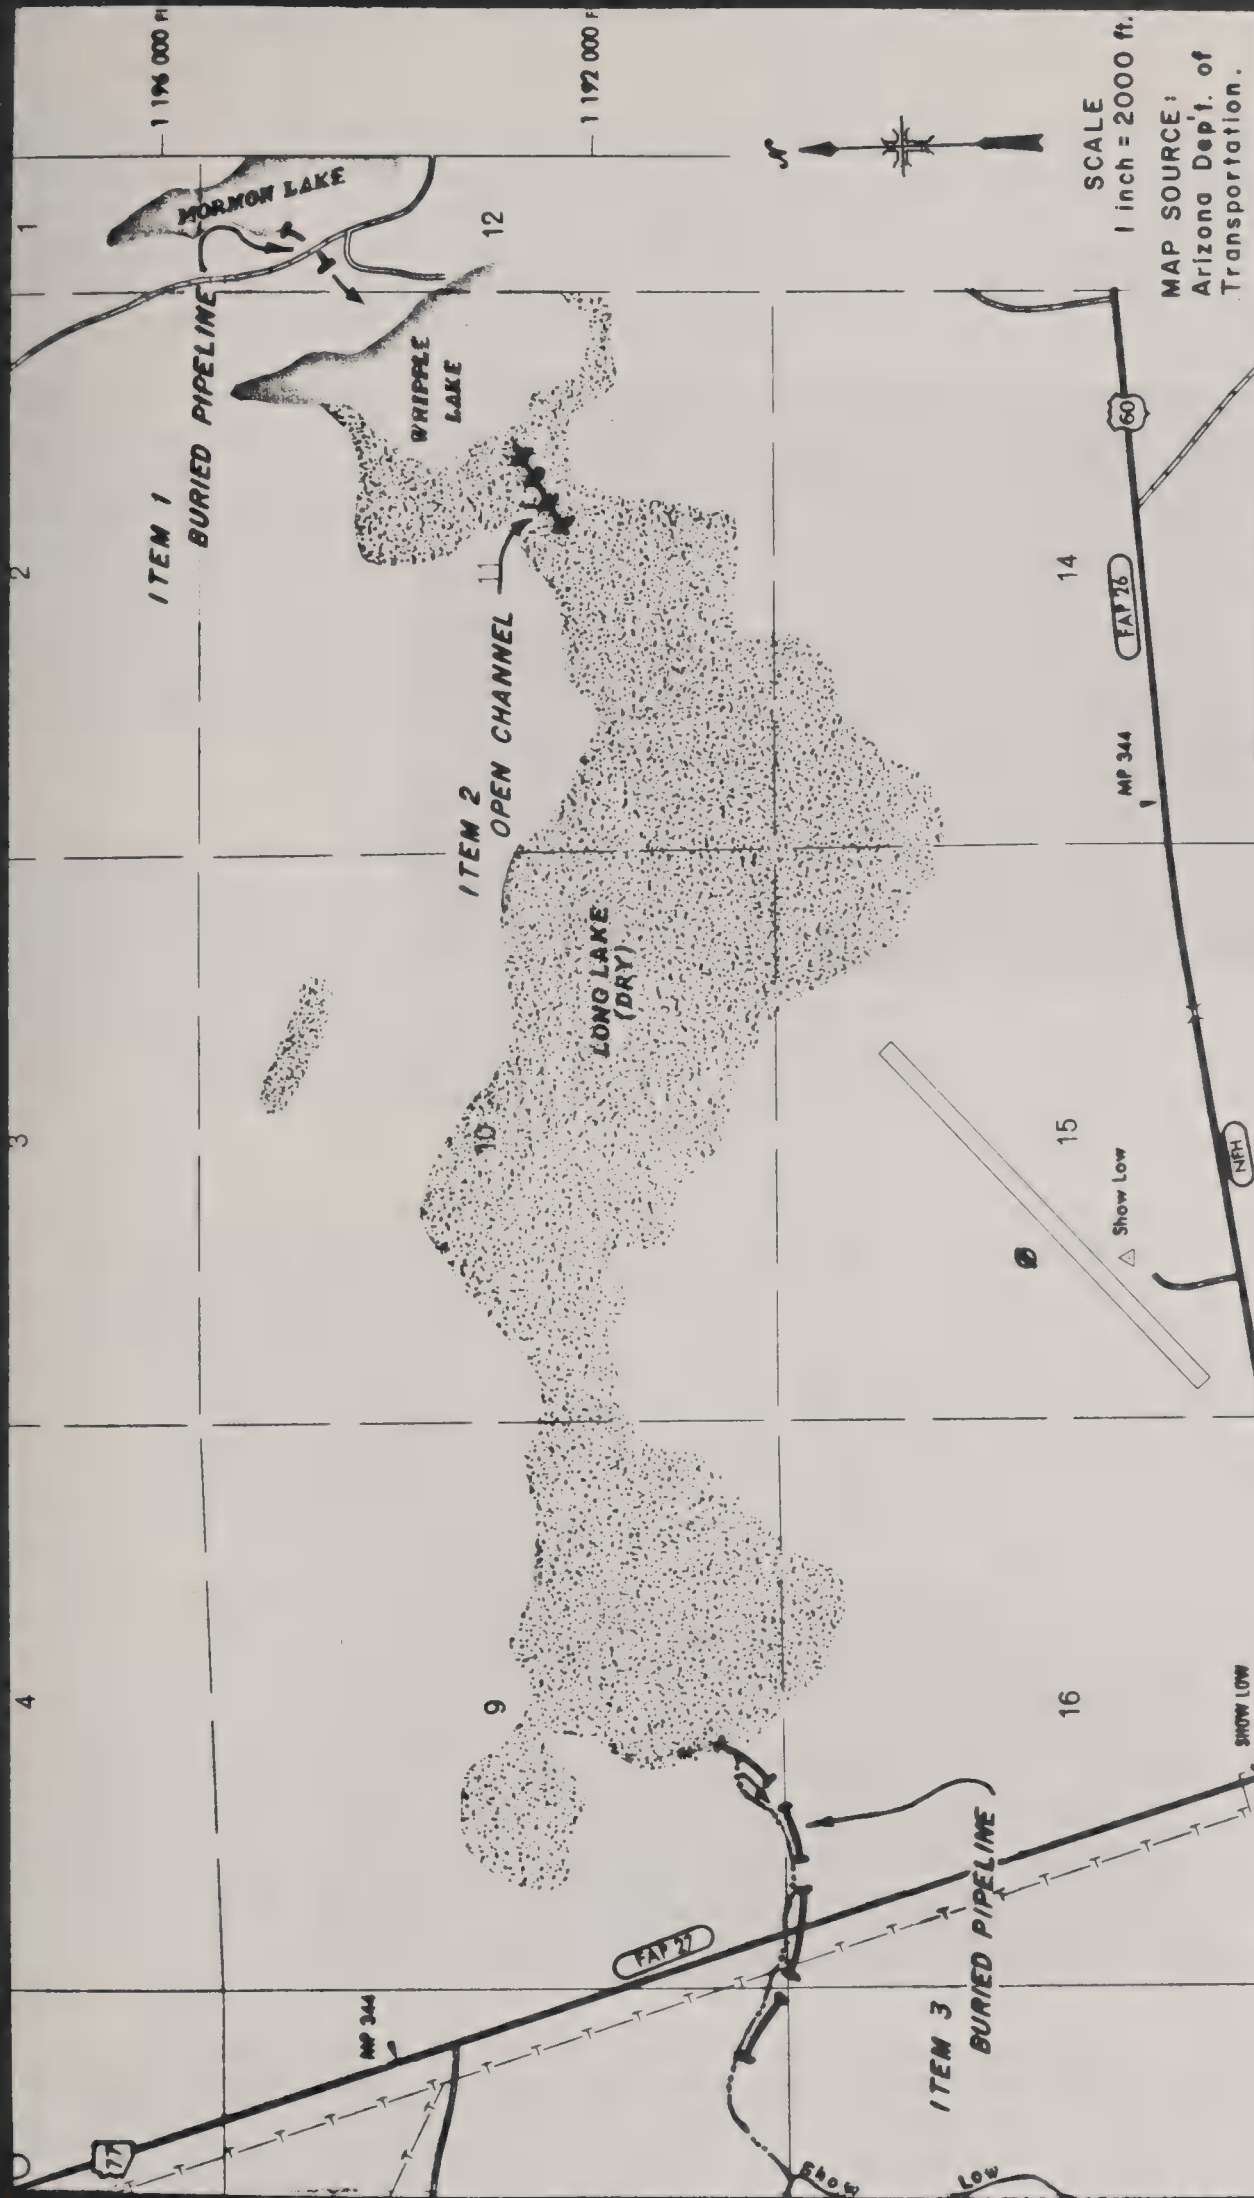 1 196 000 F
1 192 000 F
1
2
3
4
MORMON LAKE
ITEM 1
BURIED PIPELINE
WHIPPLE
LAKE
12
11
ITEM 2
OPEN CHANNEL
LONG LAKE
(DRY)
10
9
N
SCALE
1 inch = 2000 ft.
MAP SOURCE:
Arizona Dep't. of
Transportation.
60
FAP 26
14
MP 344
15
Show Low
NFH
16
SHOW LOW
77
MP 344
FAP 27
ITEM 3
BURIED PIPELINE
Show
Low